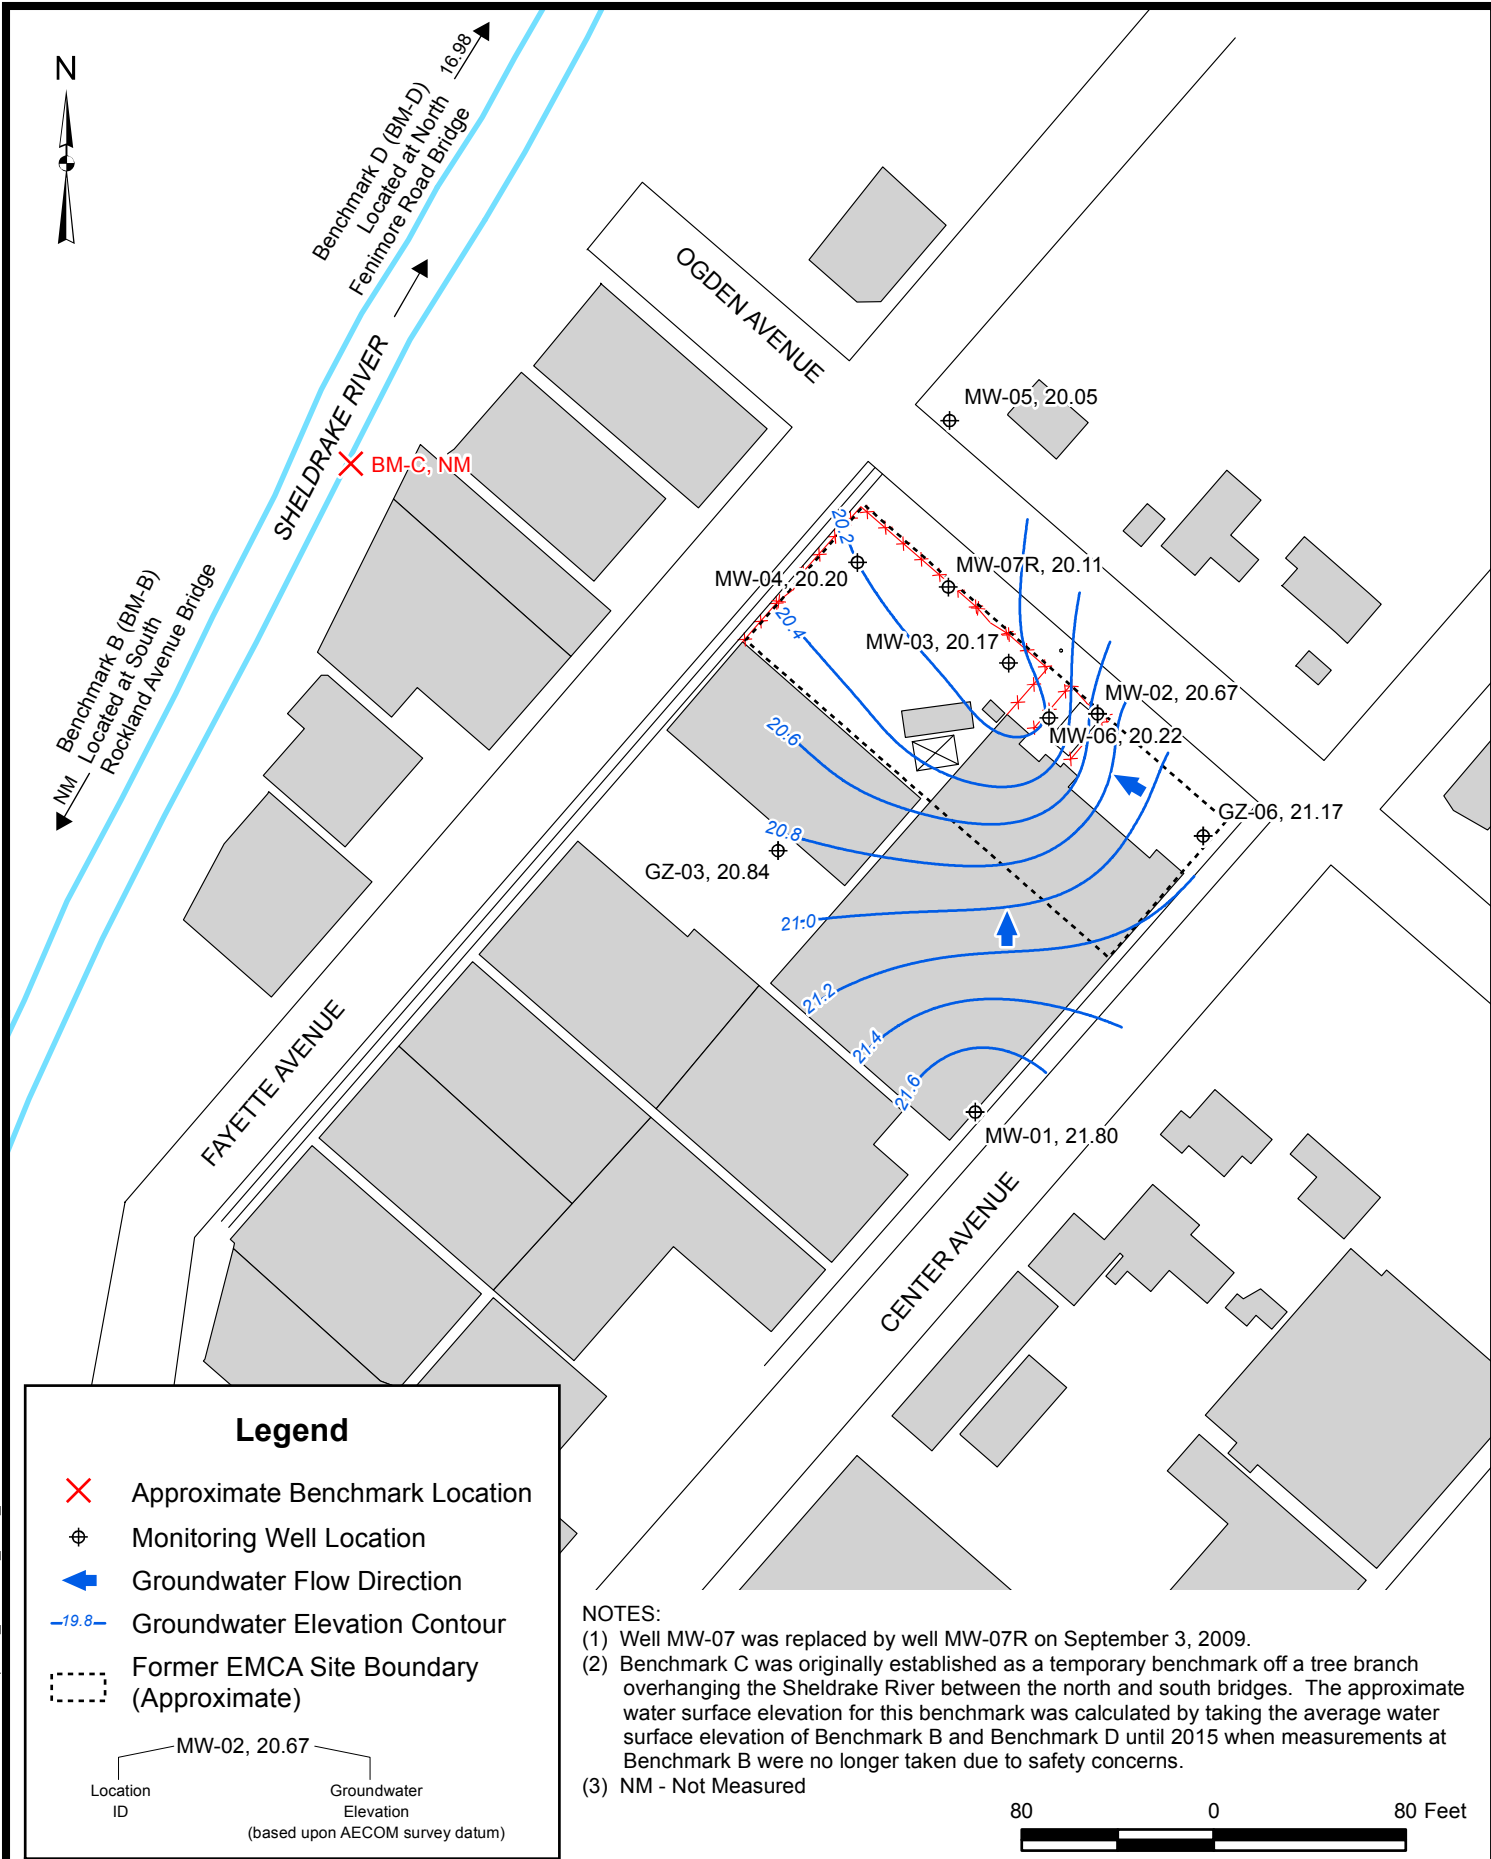 N
16.98
Benchmark D (BM-D)
Located at North
Fenimore Road Bridge
OGDEN AVENUE
SHELDRAKE RIVER
BM-C, NM
MW-05, 20.05
20.2
MW-07R, 20.11
MW-04, 20.20
20.4
MW-03, 20.17
Benchmark B (BM-B)
Located at South
Rockland Avenue Bridge
NM
MW-02, 20.67
MW-06, 20.22
20.6
GZ-06, 21.17
20.8
GZ-03, 20.84
21.0
21.2
21.4
21.6
MW-01, 21.80
FAYETTE AVENUE
CENTER AVENUE
Legend
Approximate Benchmark Location
Monitoring Well Location
Groundwater Flow Direction
19.8
Groundwater Elevation Contour
Former EMCA Site Boundary
(Approximate)
MW-02, 20.67
Location
ID
Groundwater
Elevation
(based upon AECOM survey datum)
NOTES:
(1) Well MW-07 was replaced by well MW-07R on September 3, 2009.
(2) Benchmark C was originally established as a temporary benchmark off a tree branch
overhanging the Sheldrake River between the north and south bridges. The approximate
water surface elevation for this benchmark was calculated by taking the average water
surface elevation of Benchmark B and Benchmark D until 2015 when measurements at
Benchmark B were no longer taken due to safety concerns.
(3) NM - Not Measured
80 0 80 Feet